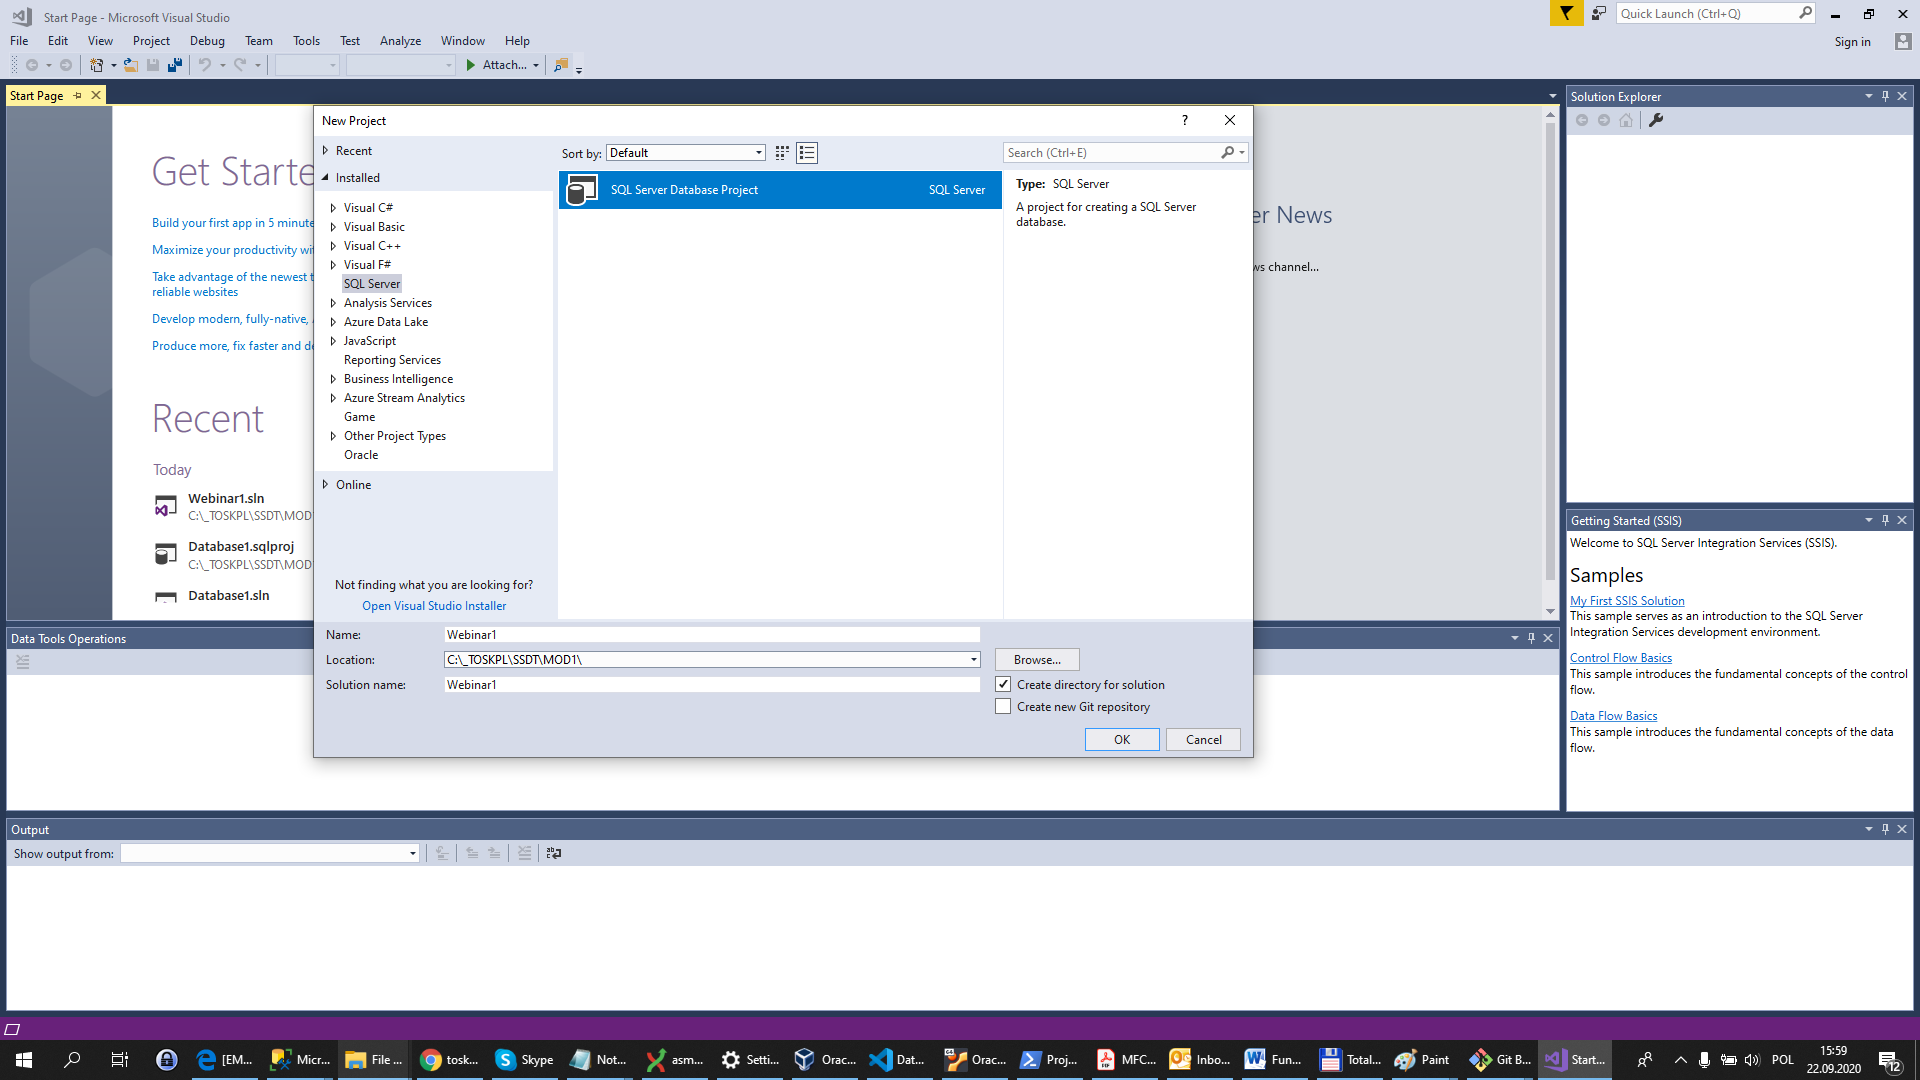 Start Page - Microsoft Visual Studio
Quick Launch (Ctrl+Q)
File Edit View Project Debug Team Tools Test Analyze Window Help
Sign in
Attach...
Start Page
Get Starte
Build your first app in 5 minute
Maximize your productivity wi
Take advantage of the newest t
reliable websites
Develop modern, fully-native,
Produce more, fix faster and de
Recent
Today
Webinar1.sln
C:\_TOSKPL\SSDT\MOD
Database1.sqlproj
C:\_TOSKPL\SSDT\MOD
Database1.sln
er News
ws channel...
New Project
?
Recent
Installed
Visual C#
Visual Basic
Visual C++
Visual F#
SQL Server
Analysis Services
Azure Data Lake
JavaScript
Reporting Services
Business Intelligence
Azure Stream Analytics
Game
Other Project Types
Oracle
Online
Not finding what you are looking for?
Open Visual Studio Installer
Sort by: Default
SQL Server Database Project SQL Server
Search (Ctrl+E)
Type: SQL Server
A project for creating a SQL Server
database.
Name: Webinar1
Location: C:\_TOSKPL\SSDT\MOD1\
Browse...
Solution name: Webinar1
Create directory for solution
Create new Git repository
OK Cancel
Solution Explorer
Getting Started (SSIS)
Welcome to SQL Server Integration Services (SSIS).
Samples
My First SSIS Solution
This sample serves as an introduction to the SQL Server
Integration Services development environment.
Control Flow Basics
This sample introduces the fundamental concepts of the control
flow.
Data Flow Basics
This sample introduces the fundamental concepts of the data
flow.
Data Tools Operations
Output
Show output from:
[EM... Micr... File ... tosk... Skype Not... asm... Setti... Orac... Dat... Orac... Proj... MFC... Inbo... Fun... Total... Paint Git B... Start...
POL
15:59
22.09.2020
12